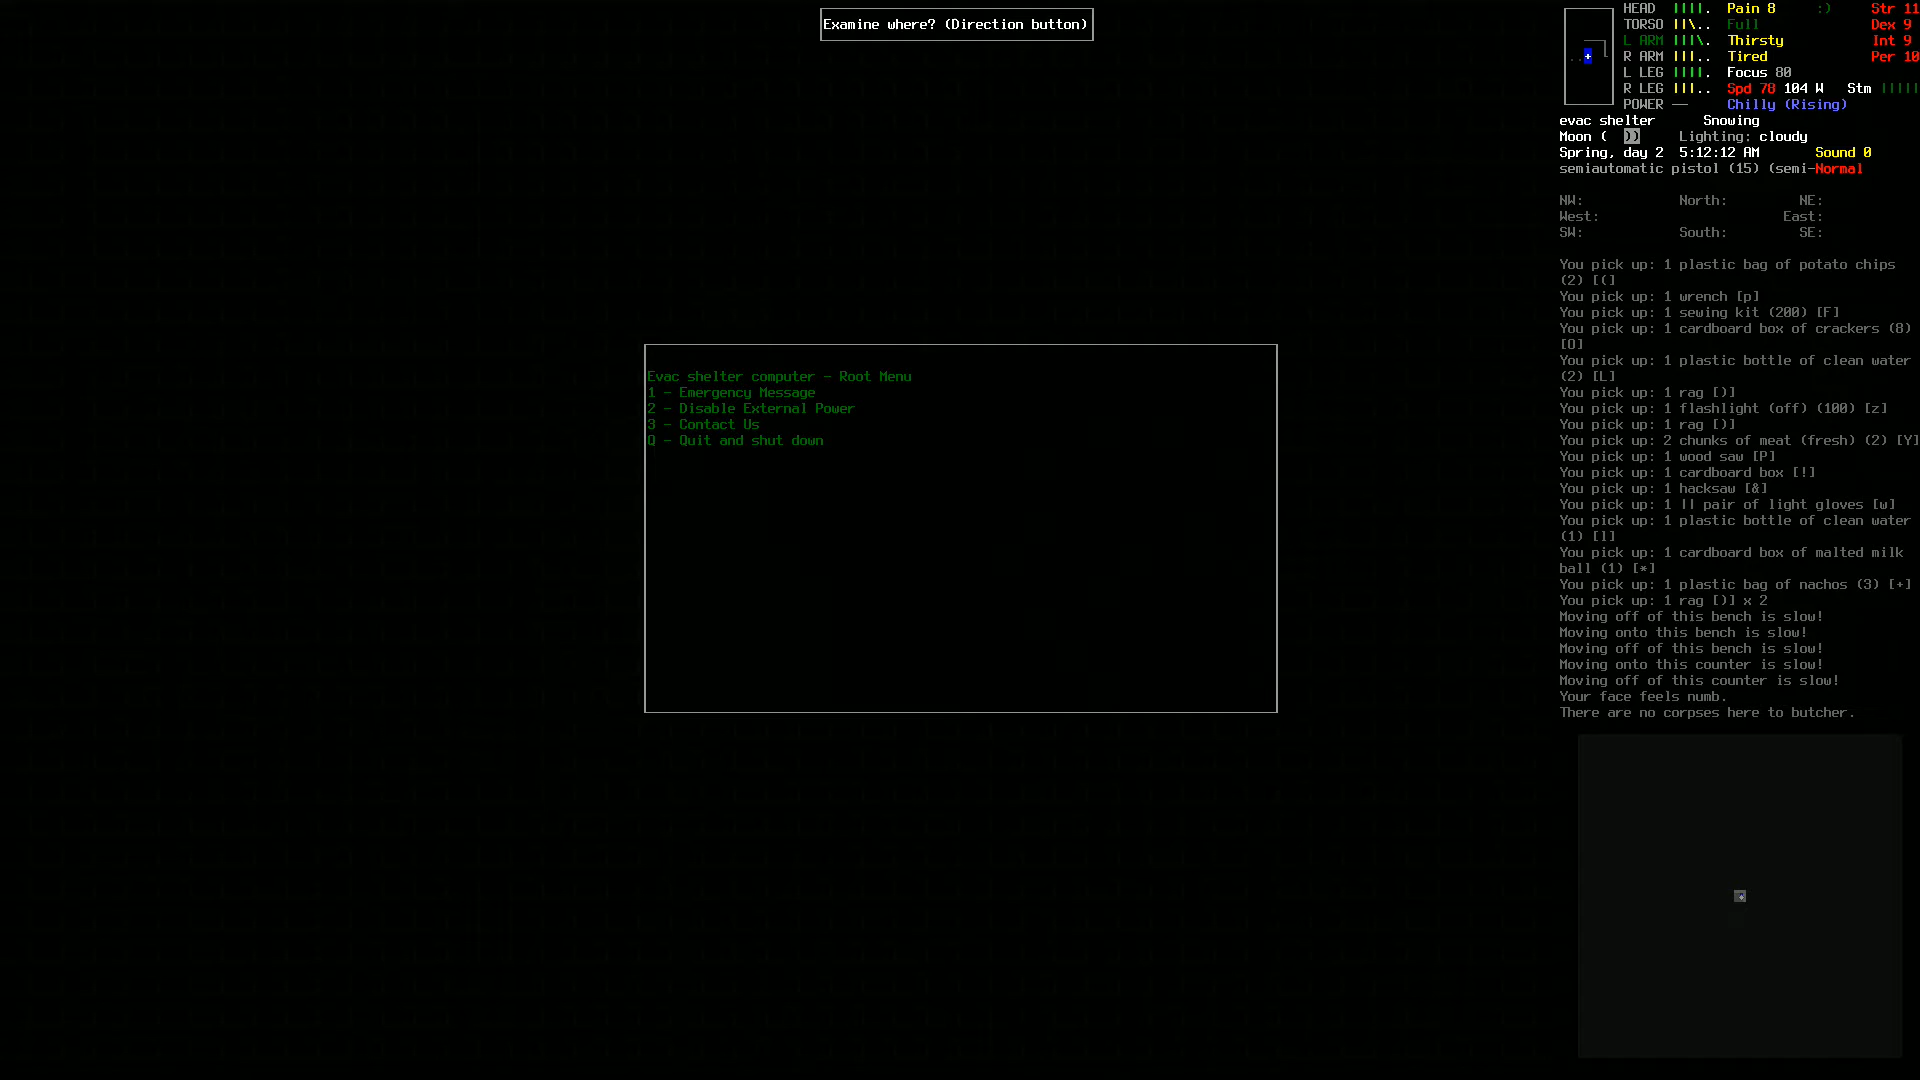 Examine where? (Direction button)
HEAD ||||. Pain 8 :) Str 11
TORSO ||\.. Full Dex 9
L ARM |||\. Thirsty Int 9
R ARM |||.. Tired Per 10
L LEG ||||. Focus 80
R LEG |||.. Spd 78 104 W Stm |||||
POWER -- Chilly (Rising)
evac shelter Snowing
Moon ( )) Lighting: cloudy
Spring, day 2 5:12:12 AM Sound 0
semiautomatic pistol (15) (semi-Normal
NW: North: NE:
West: East:
SW: South: SE:
You pick up: 1 plastic bag of potato chips
(2) [(]
You pick up: 1 wrench [p]
You pick up: 1 sewing kit (200) [F]
You pick up: 1 cardboard box of crackers (8)
[O]
You pick up: 1 plastic bottle of clean water
(2) [L]
You pick up: 1 rag [)]
You pick up: 1 flashlight (off) (100) [z]
You pick up: 1 rag [)]
You pick up: 2 chunks of meat (fresh) (2) [Y]
You pick up: 1 wood saw [P]
You pick up: 1 cardboard box [!]
You pick up: 1 hacksaw [&]
You pick up: 1 || pair of light gloves [w]
You pick up: 1 plastic bottle of clean water
(1) [l]
You pick up: 1 cardboard box of malted milk
ball (1) [*]
You pick up: 1 plastic bag of nachos (3) [+]
You pick up: 1 rag [)] x 2
Moving off of this bench is slow!
Moving onto this bench is slow!
Moving off of this bench is slow!
Moving onto this counter is slow!
Moving off of this counter is slow!
Your face feels numb.
There are no corpses here to butcher.
Evac shelter computer - Root Menu
1 - Emergency Message
2 - Disable External Power
3 - Contact Us
Q - Quit and shut down